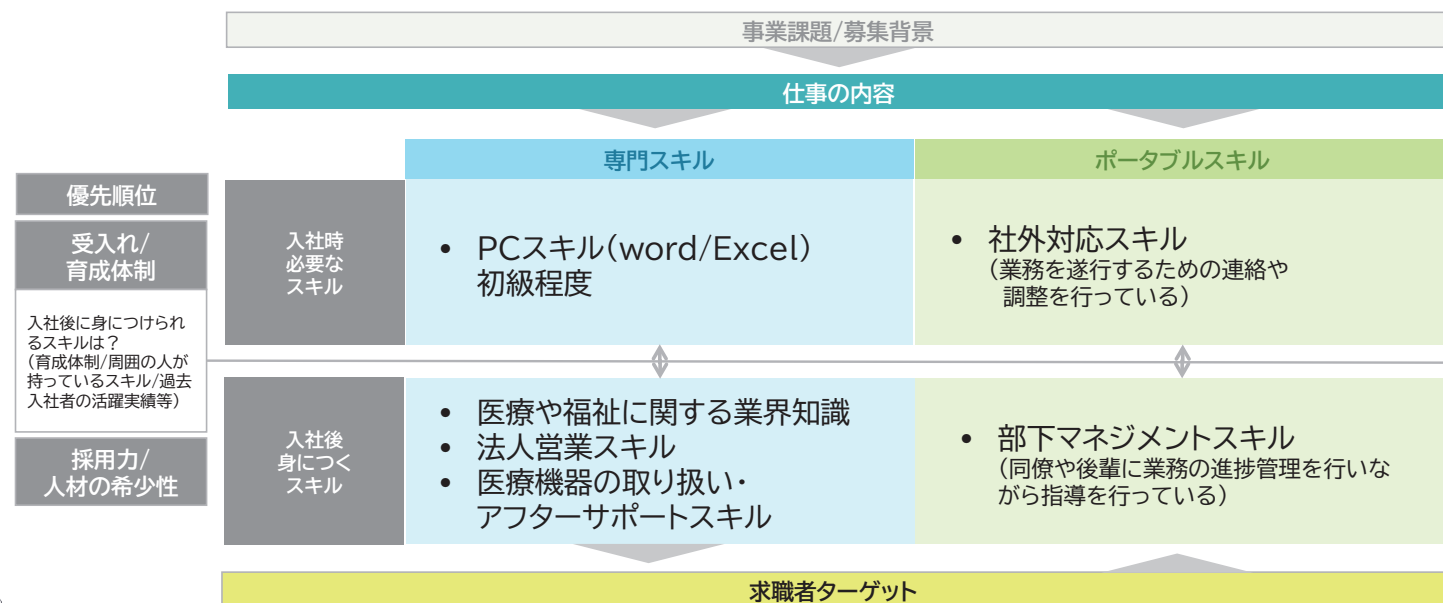 事業課題/募集背景
仕事の内容
専門スキル
ポータブルスキル
優先順位
受入れ/
育成体制
入社後に身につけられ
るスキルは？
（育成体制/周囲の人が
持っているスキル/過去
入社者の活躍実績等）
採用力/
人材の希少性
入社時
必要な
スキル
• PCスキル（word/Excel）
初級程度
• 社外対応スキル
（業務を遂行するための連絡や
調整を行っている）
入社後
身につく
スキル
• 医療や福祉に関する業界知識
• 法人営業スキル
• 医療機器の取り扱い・
アフターサポートスキル
• 部下マネジメントスキル
（同僚や後輩に業務の進捗管理を行いな
がら指導を行っている）
求職者ターゲット